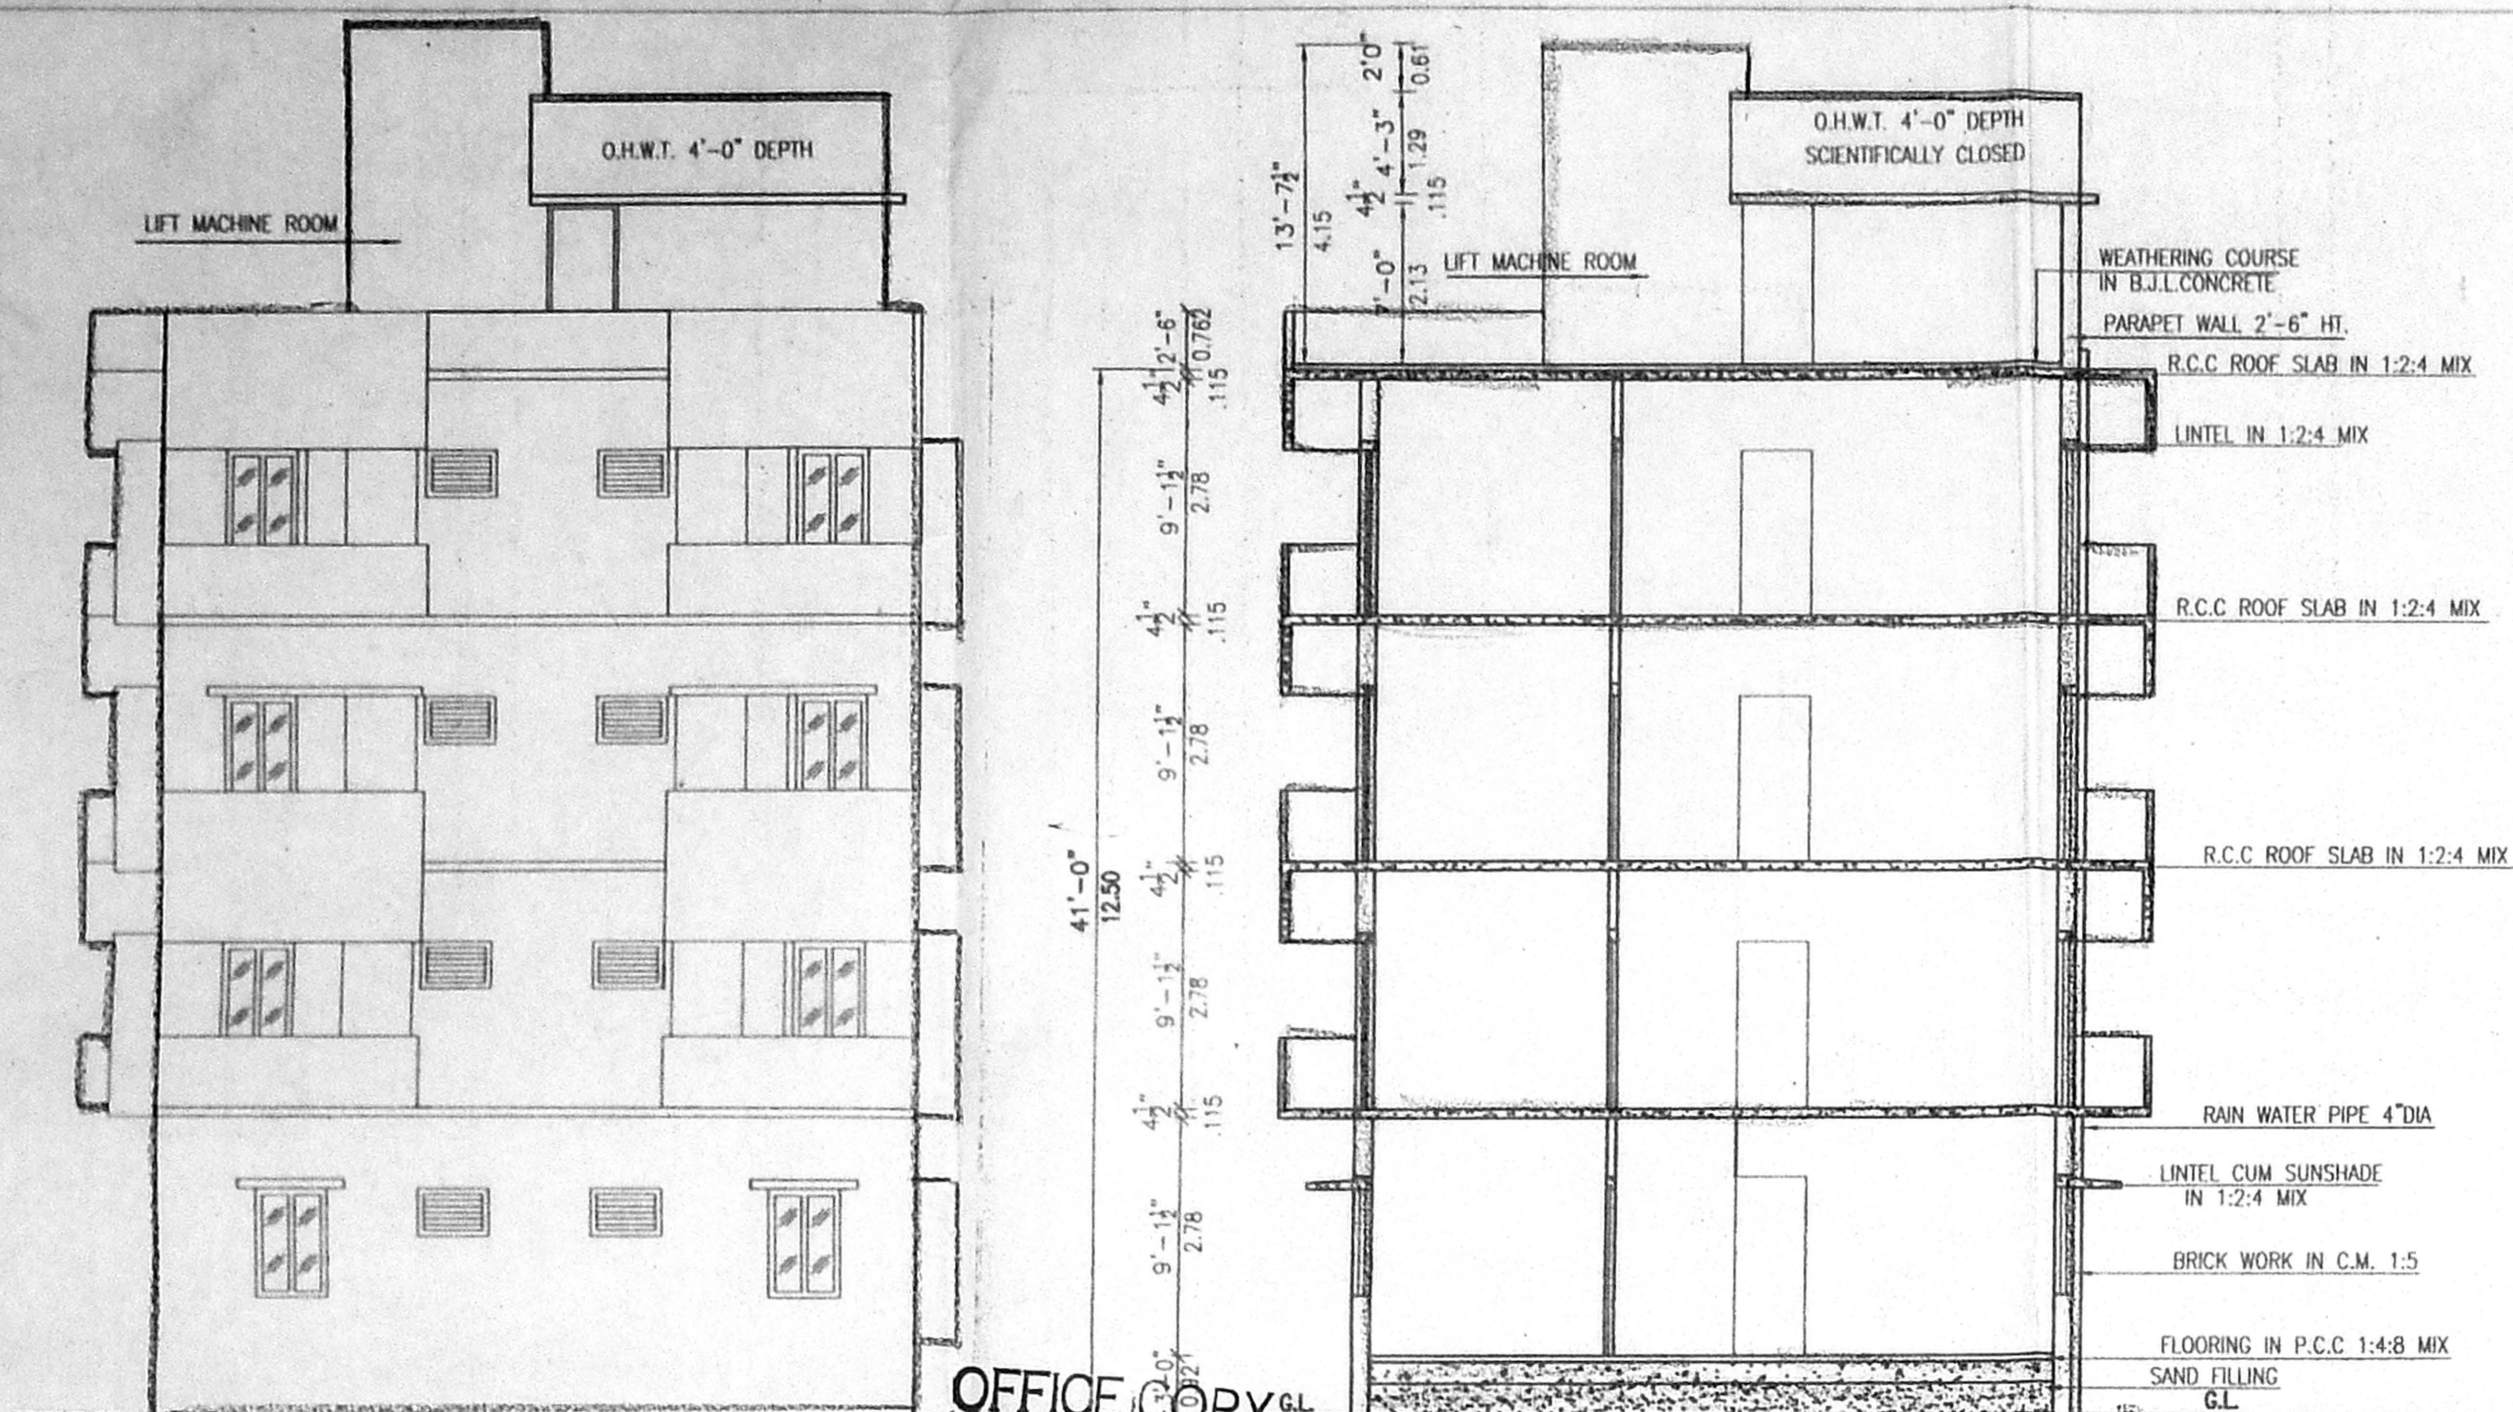 O.H.W.T. 4'-0" DEPTH
LIFT MACHINE ROOM
2'0"
0.61
4'-3"
1.29
4½"
.115
7'-0"
2.13
13'-7½"
4.15
O.H.W.T. 4'-0" DEPTH
SCIENTIFICALLY CLOSED
LIFT MACHINE ROOM
WEATHERING COURSE
IN B.J.L.CONCRETE
PARAPET WALL 2'-6" HT.
R.C.C ROOF SLAB IN 1:2:4 MIX
LINTEL IN 1:2:4 MIX
R.C.C ROOF SLAB IN 1:2:4 MIX
R.C.C ROOF SLAB IN 1:2:4 MIX
RAIN WATER PIPE 4"DIA
LINTEL CUM SUNSHADE
IN 1:2:4 MIX
BRICK WORK IN C.M. 1:5
FLOORING IN P.C.C 1:4:8 MIX
SAND FILLING
G.L
2'-6"
0.762
4½"
.115
9'-1½"
2.78
4½"
.115
9'-1½"
2.78
4½"
.115
9'-1½"
2.78
4½"
.115
9'-1½"
2.78
41'-0"
12.50
OFFICE COPY
G.L